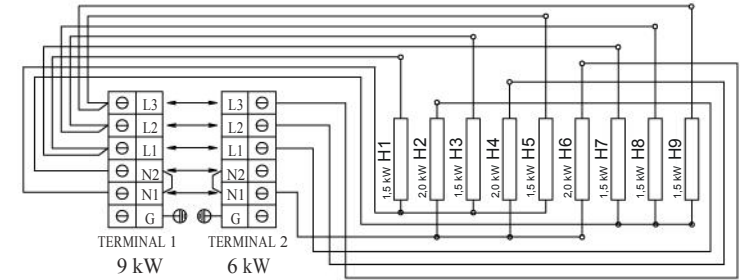 L3 L3
L2 L2
L1 L1
N2 N2
N1 N1
G G
TERMINAL 1 TERMINAL 2
9 kW 6 kW
1,5 kW H1
2,0 kW H2
1,5 kW H3
2,0 kW H4
1,5 kW H5
2,0 kW H6
1,5 kW H7
1,5 kW H8
1,5 kW H9